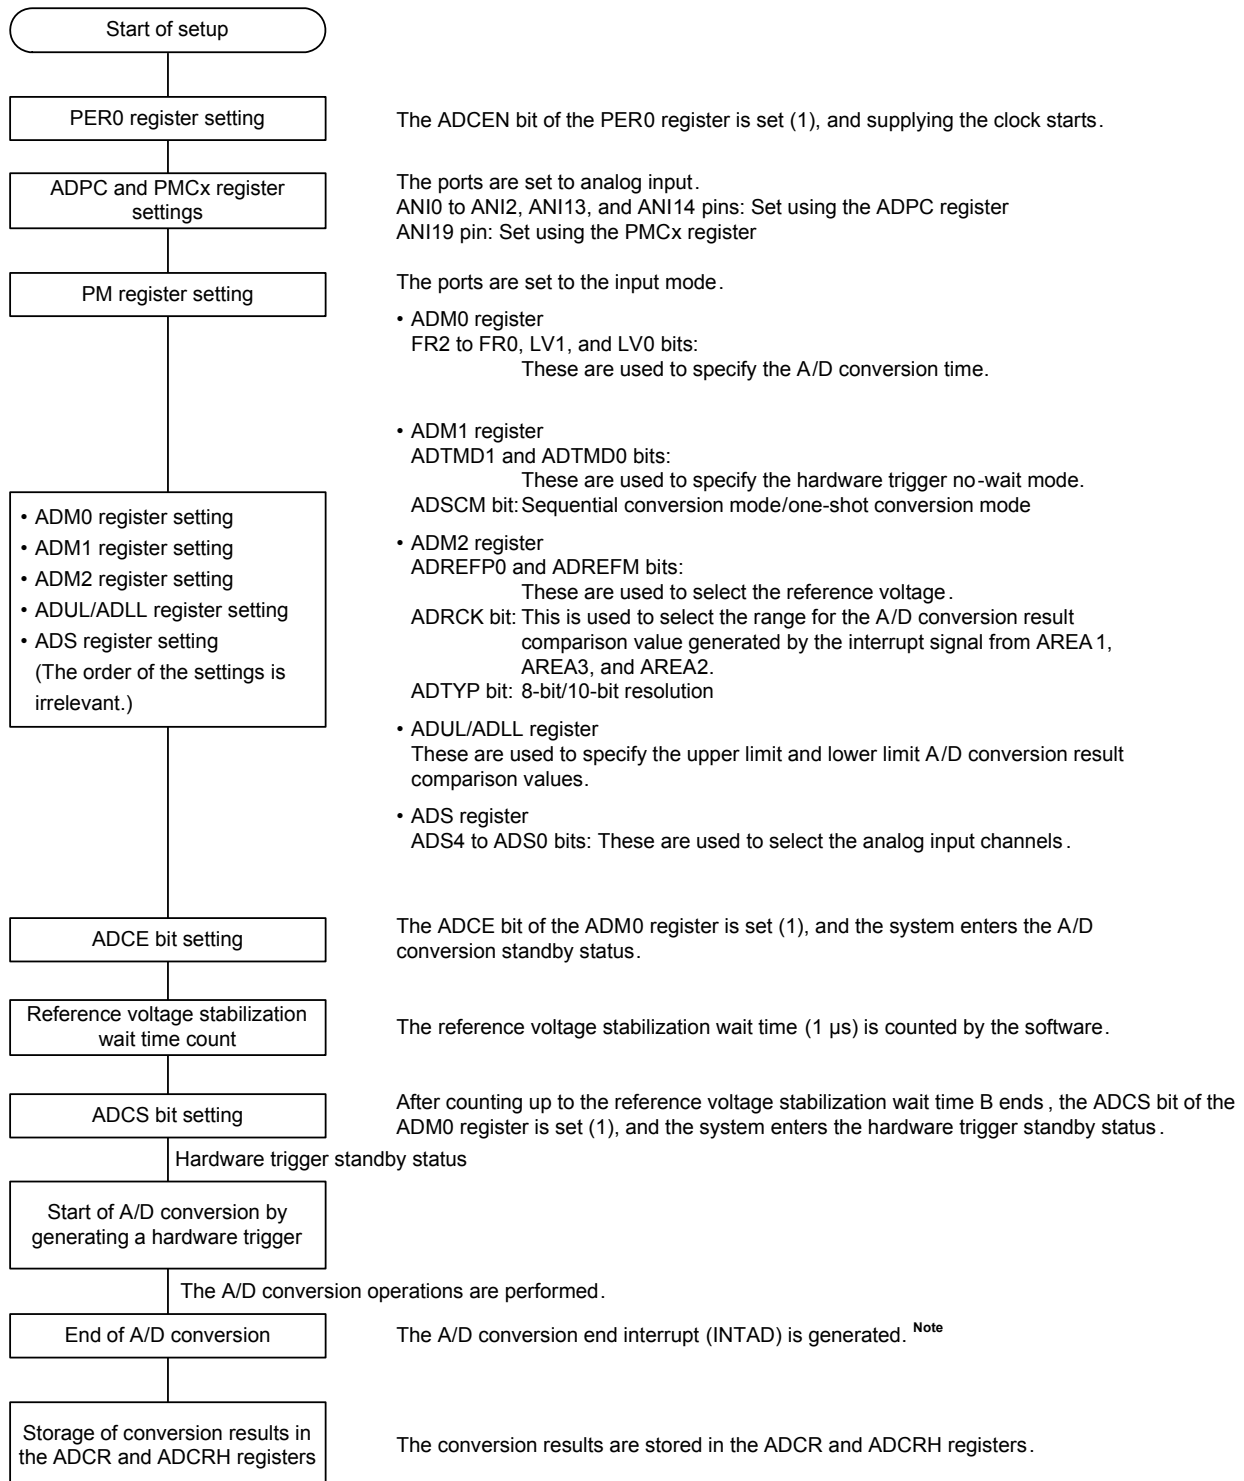 Start of setup
PER0 register setting
The ADCEN bit of the PER0 register is set (1), and supplying the clock starts.
ADPC and PMCx register
settings
The ports are set to analog input.
ANI0 to ANI2, ANI13, and ANI14 pins: Set using the ADPC register
ANI19 pin: Set using the PMCx register
PM register setting
The ports are set to the input mode.
• ADM0 register setting
• ADM1 register setting
• ADM2 register setting
• ADUL/ADLL register setting
• ADS register setting
(The order of the settings is
irrelevant.)
• ADM0 register
FR2 to FR0, LV1, and LV0 bits:
These are used to specify the A/D conversion time.
• ADM1 register
ADTMD1 and ADTMD0 bits:
These are used to specify the hardware trigger no-wait mode.
ADSCM bit: Sequential conversion mode/one-shot conversion mode
• ADM2 register
ADREFP0 and ADREFM bits:
These are used to select the reference voltage.
ADRCK bit: This is used to select the range for the A/D conversion result
comparison value generated by the interrupt signal from AREA1,
AREA3, and AREA2.
ADTYP bit: 8-bit/10-bit resolution
• ADUL/ADLL register
These are used to specify the upper limit and lower limit A/D conversion result
comparison values.
• ADS register
ADS4 to ADS0 bits: These are used to select the analog input channels.
ADCE bit setting
The ADCE bit of the ADM0 register is set (1), and the system enters the A/D
conversion standby status.
Reference voltage stabilization
wait time count
The reference voltage stabilization wait time (1 µs) is counted by the software.
ADCS bit setting
After counting up to the reference voltage stabilization wait time B ends, the ADCS bit of the
ADM0 register is set (1), and the system enters the hardware trigger standby status.
Hardware trigger standby status
Start of A/D conversion by
generating a hardware trigger
The A/D conversion operations are performed.
End of A/D conversion
The A/D conversion end interrupt (INTAD) is generated. Note
Storage of conversion results in
the ADCR and ADCRH registers
The conversion results are stored in the ADCR and ADCRH registers.